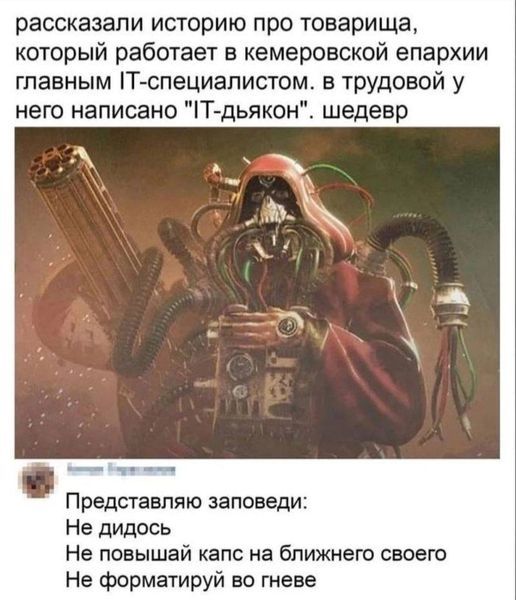 рассказали историю про товарища,
который работает в кемеровской епархии
главным IT-специалистом. в трудовой у
него написано "IT-дьякон". шедевр
Представляю заповеди:
Не дидось
Не повышай капс на ближнего своего
Не форматируй во гневе